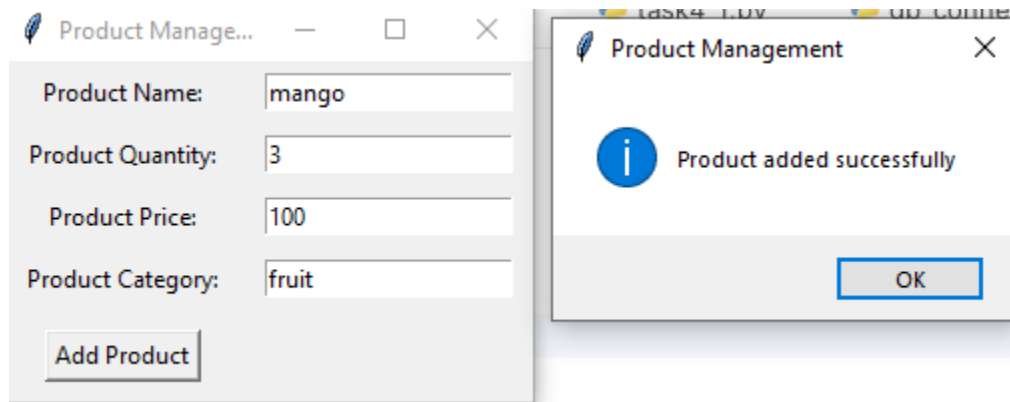 Product Manage...
Product Name:
mango
Product Quantity:
3
Product Price:
100
Product Category:
fruit
Add Product
Product Management
Product added successfully
OK